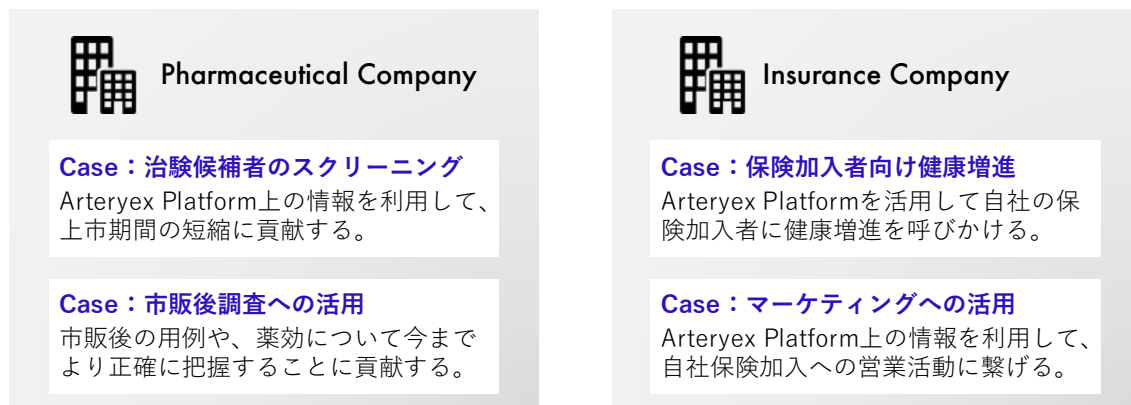 Pharmaceutical Company
Case：治験候補者のスクリーニング
Arteryex Platform上の情報を利用して、
上市期間の短縮に貢献する。
Case：市販後調査への活用
市販後の用例や、薬効について今まで
より正確に把握することに貢献する。
Insurance Company
Case：保険加入者向け健康増進
Arteryex Platformを活用して自社の保
険加入者に健康増進を呼びかける。
Case：マーケティングへの活用
Arteryex Platform上の情報を利用して、
自社保険加入への営業活動に繋げる。